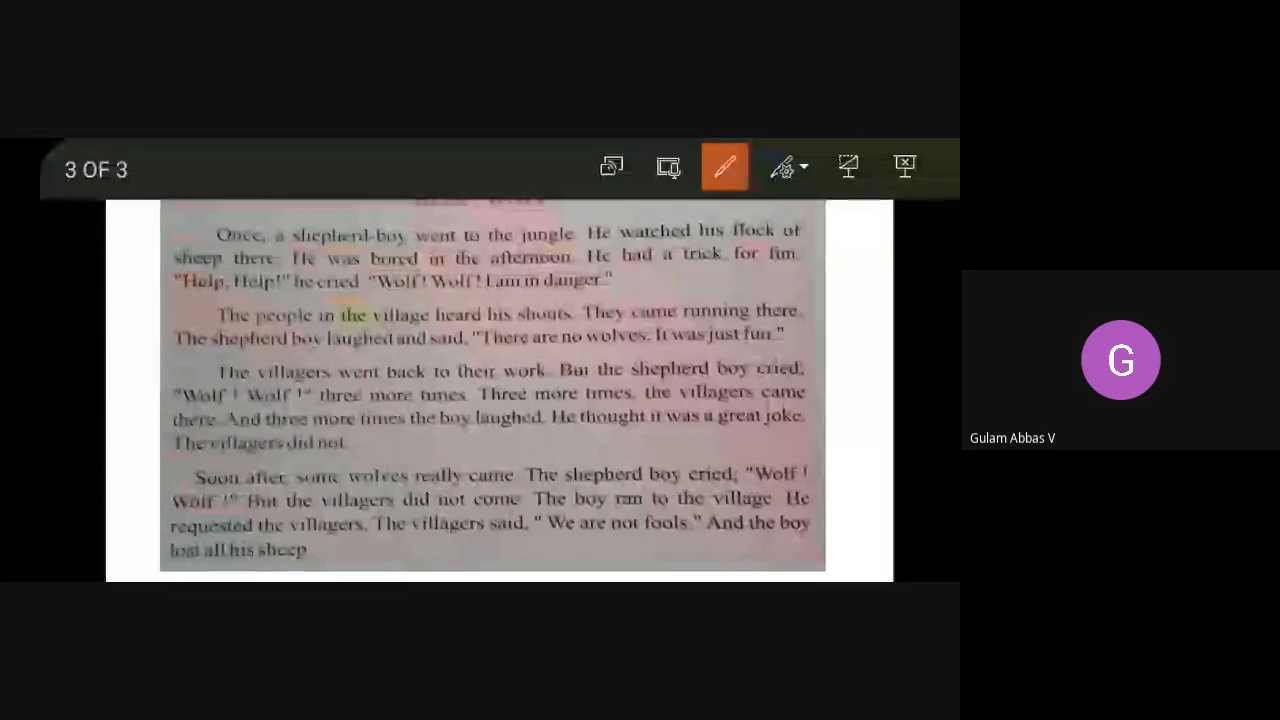 3 OF 3
Once, a shepherd-boy went to the jungle. He watched his flock of
sheep there. He was bored in the afternoon. He had a trick for fun.
"Help, Help!" he cried "Wolf! Wolf! I am in danger."
The people in the village heard his shouts. They came running there.
The shepherd boy laughed and said, "There are no wolves. It was just fun."
The villagers went back to their work. But the shepherd boy cried,
"Wolf ! Wolf !" three more times. Three more times, the villagers came
there. And three more times the boy laughed. He thought it was a great joke.
The villagers did not.
Soon after, some wolves really came. The shepherd boy cried; "Wolf !
Wolf !" But the villagers did not come. The boy ran to the village. He
requested the villagers. The villagers said, " We are not fools." And the boy
lost all his sheep.
G
Gulam Abbas V